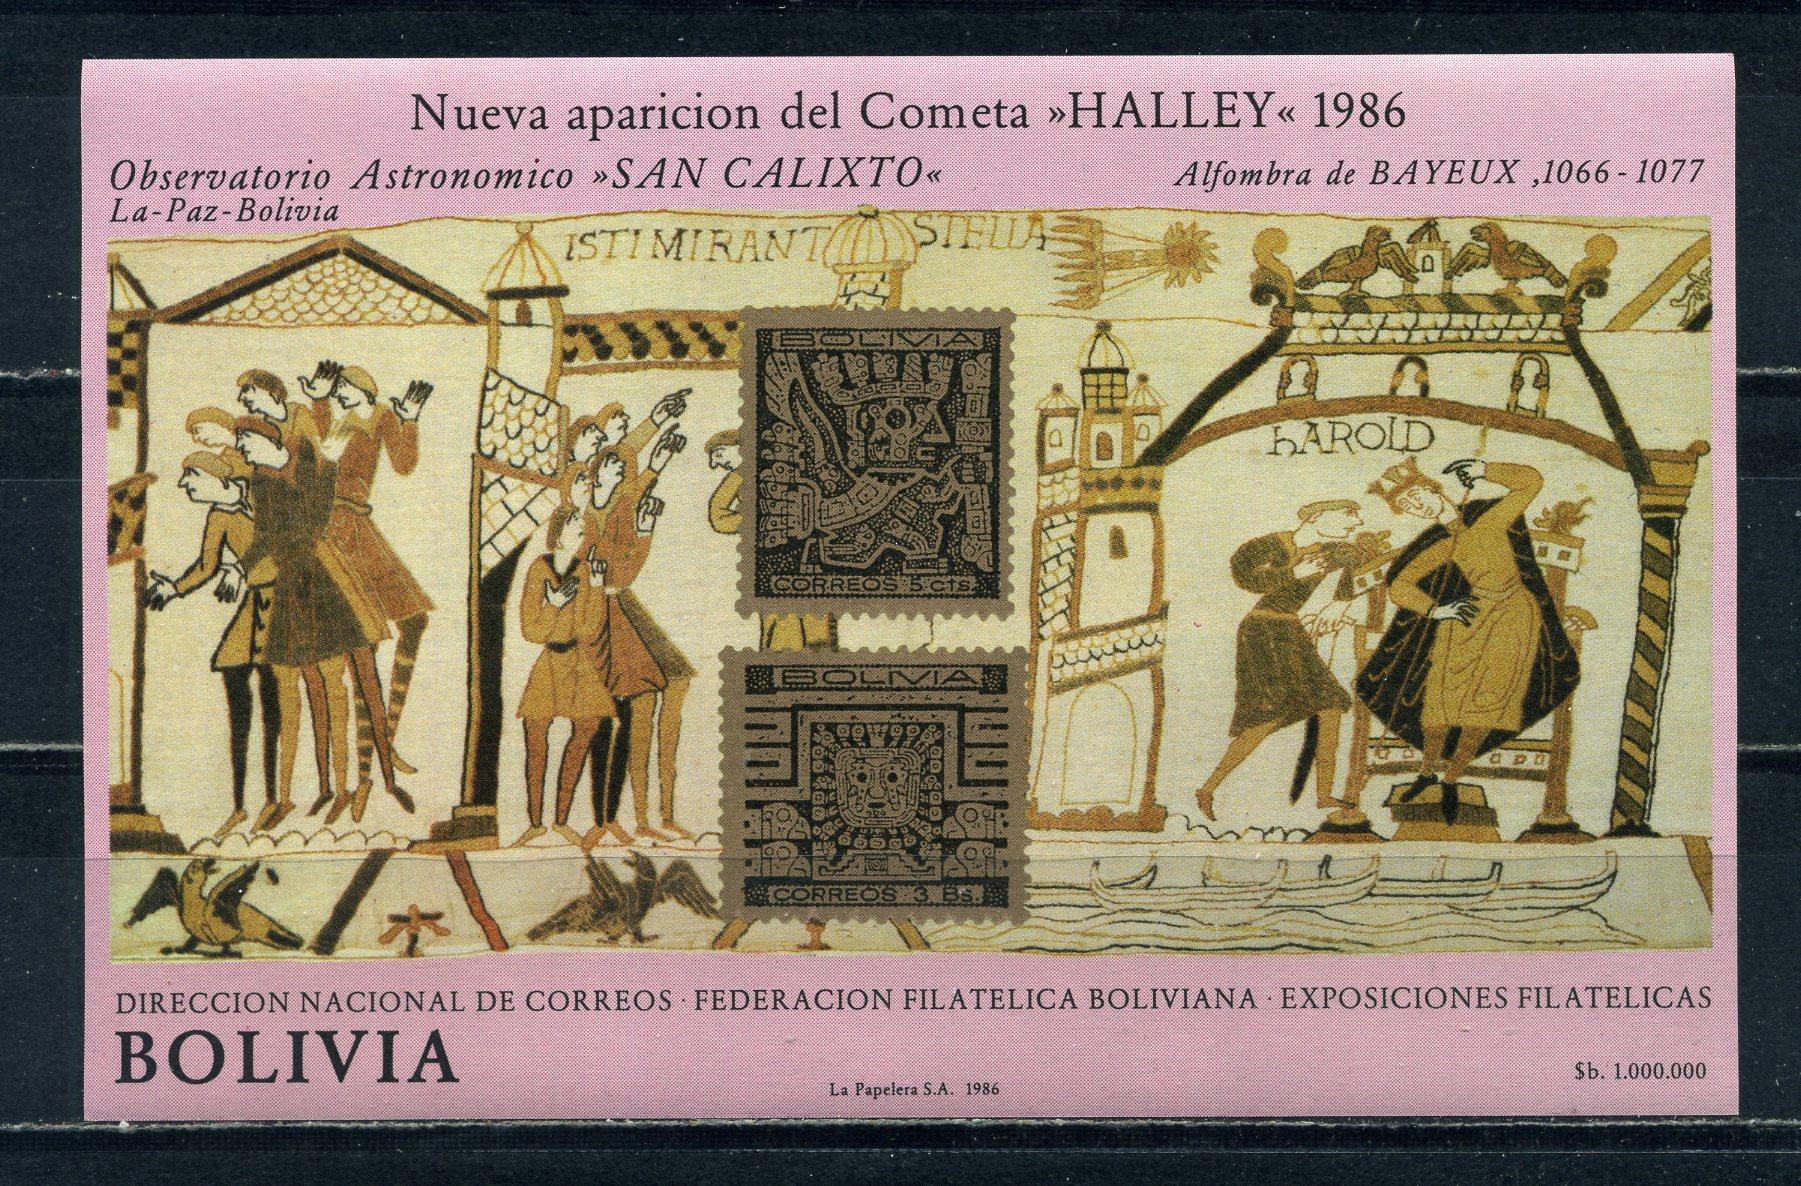 Nueva aparicion del Cometa »HALLEY« 1986
Observatorio Astronomico »SAN CALIXTO«
La-Paz-Bolivia
Alfombra de BAYEUX ,1066-1077
ISTI MIRANT STELLA
HAROLD
BOLIVIA
CORREOS 5 cts.
BOLIVIA
CORREOS 3 Bs.
DIRECCION NACIONAL DE CORREOS · FEDERACION FILATELICA BOLIVIANA · EXPOSICIONES FILATELICAS
BOLIVIA
$b. 1.000.000
La Papelera S.A. 1986